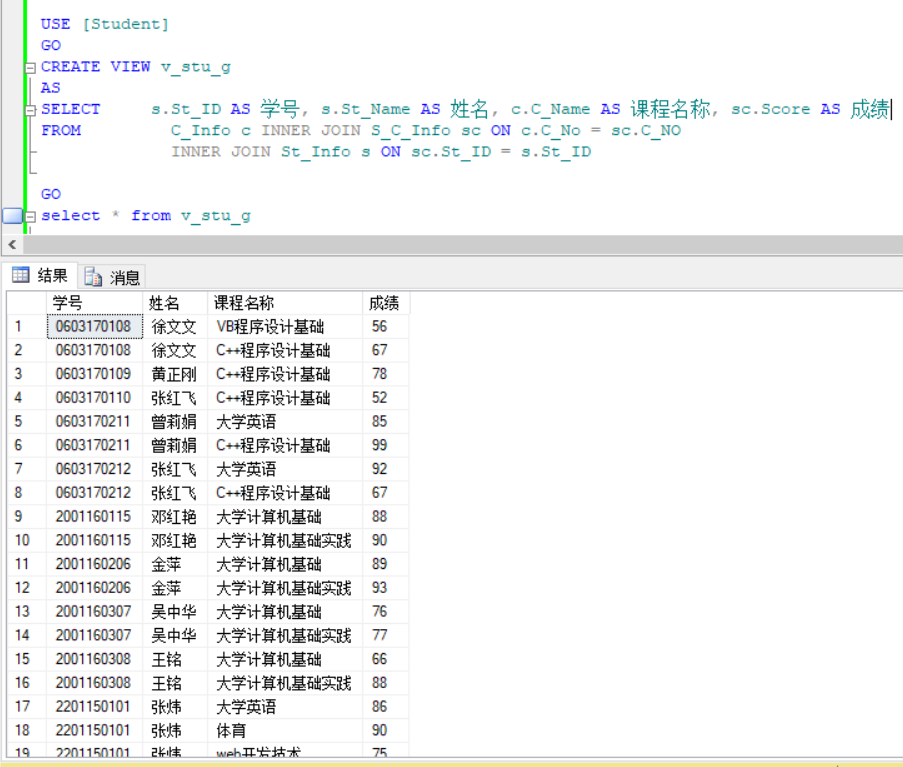 USE [Student]
GO
CREATE VIEW v_stu_g
AS
SELECT s.St_ID AS 学号, s.St_Name AS 姓名, c.C_Name AS 课程名称, sc.Score AS 成绩
FROM C_Info c INNER JOIN S_C_Info sc ON c.C_No = sc.C_NO
INNER JOIN St_Info s ON sc.St_ID = s.St_ID
GO
select * from v_stu_g
结果 消息
学号 姓名 课程名称 成绩
1 0603170108 徐文文 VB程序设计基础 56
2 0603170108 徐文文 C++程序设计基础 67
3 0603170109 黄正刚 C++程序设计基础 78
4 0603170110 张红飞 C++程序设计基础 52
5 0603170211 曾莉娟 大学英语 85
6 0603170211 曾莉娟 C++程序设计基础 99
7 0603170212 张红飞 大学英语 92
8 0603170212 张红飞 C++程序设计基础 67
9 2001160115 邓红艳 大学计算机基础 88
10 2001160115 邓红艳 大学计算机基础实践 90
11 2001160206 金萍 大学计算机基础 89
12 2001160206 金萍 大学计算机基础实践 93
13 2001160307 吴中华 大学计算机基础 76
14 2001160307 吴中华 大学计算机基础实践 77
15 2001160308 王铭 大学计算机基础 66
16 2001160308 王铭 大学计算机基础实践 88
17 2201150101 张炜 大学英语 86
18 2201150101 张炜 体育 90
19 2201150101 张炜 web开发技术 75